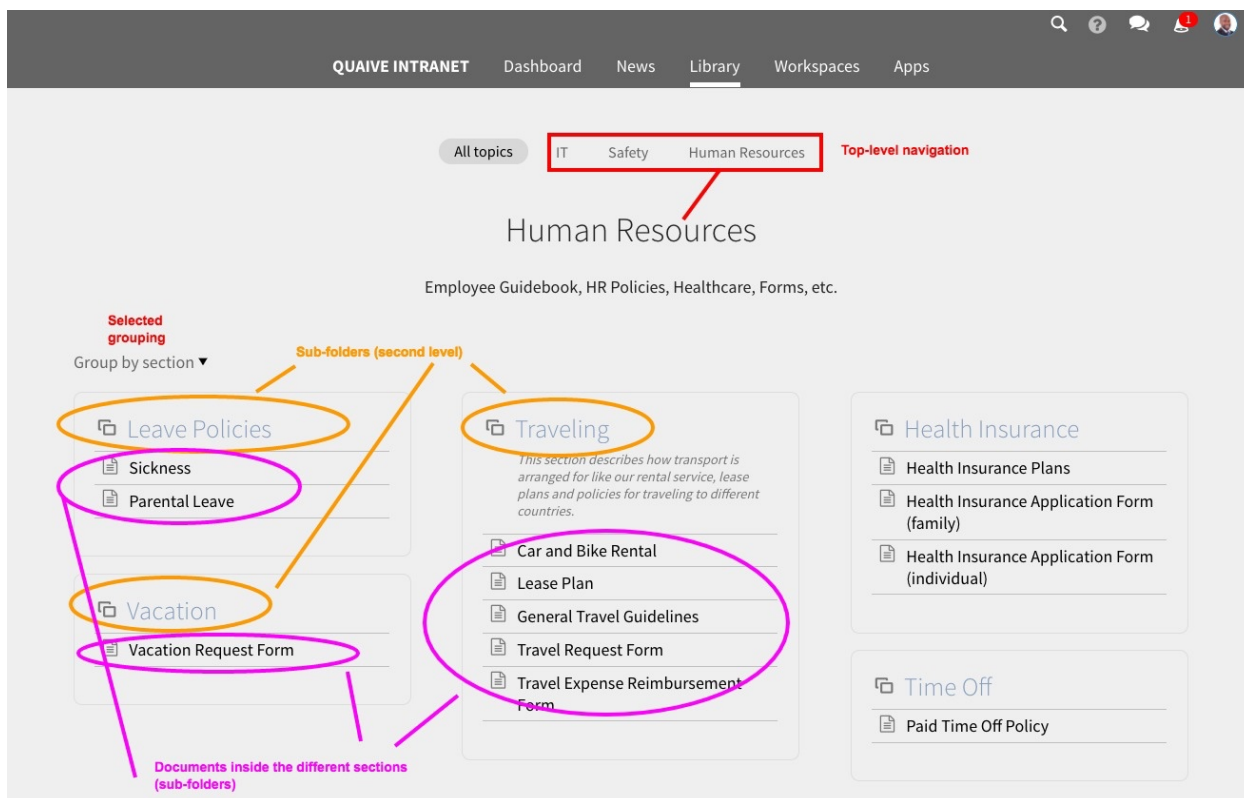 1
QUAIVE INTRANET Dashboard News Library Workspaces Apps
All topics IT Safety Human Resources Top-level navigation
Human Resources
Employee Guidebook, HR Policies, Healthcare, Forms, etc.
Selected
grouping
Group by section
Sub-folders (second level)
Leave Policies
Sickness
Parental Leave
Vacation
Vacation Request Form
Traveling
This section describes how transport is
arranged for like our rental service, lease
plans and policies for traveling to different
countries.
Car and Bike Rental
Lease Plan
General Travel Guidelines
Travel Request Form
Travel Expense Reimbursement
Form
Health Insurance
Health Insurance Plans
Health Insurance Application Form
(family)
Health Insurance Application Form
(individual)
Time Off
Paid Time Off Policy
Documents inside the different sections
(sub-folders)